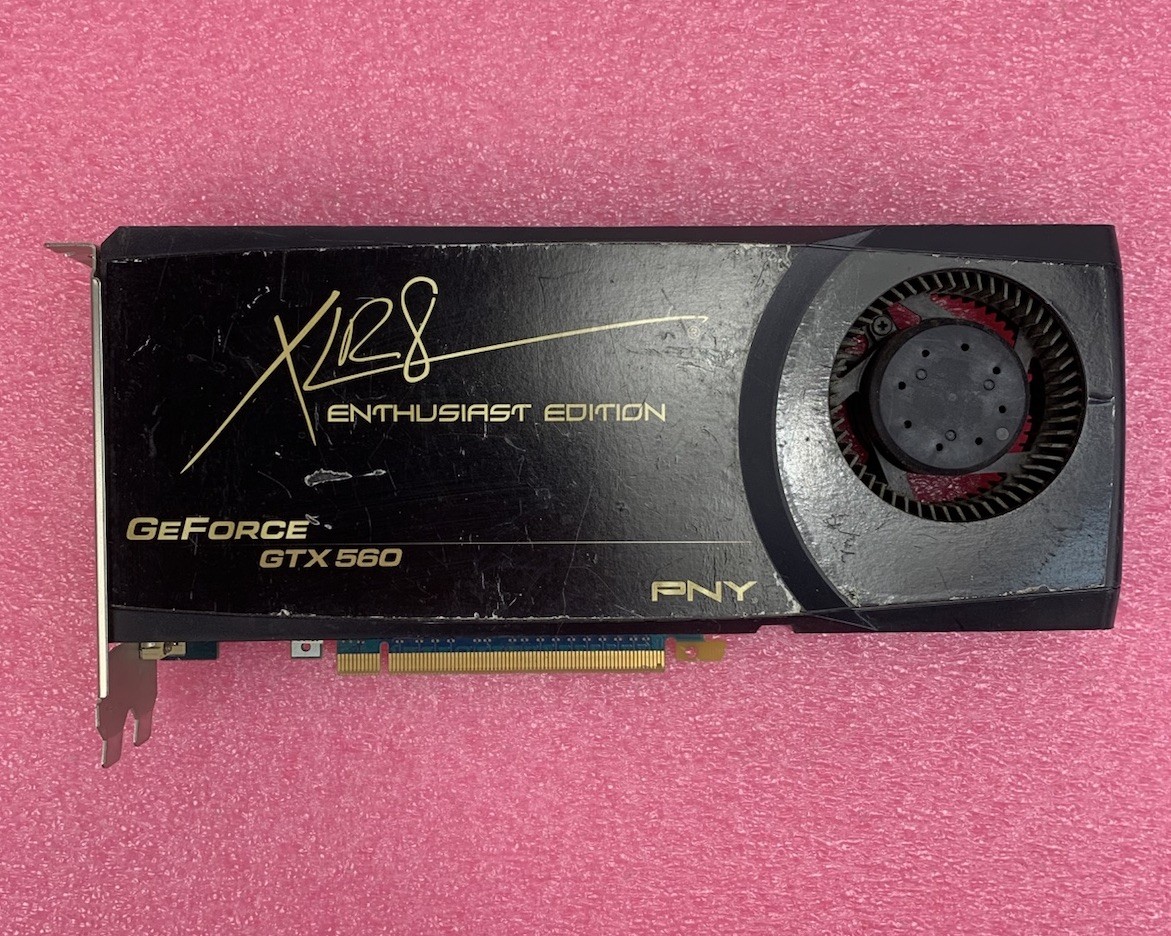 XLR8
ENTHUSIAST EDITION
GEFORCE
GTX 560
PNY